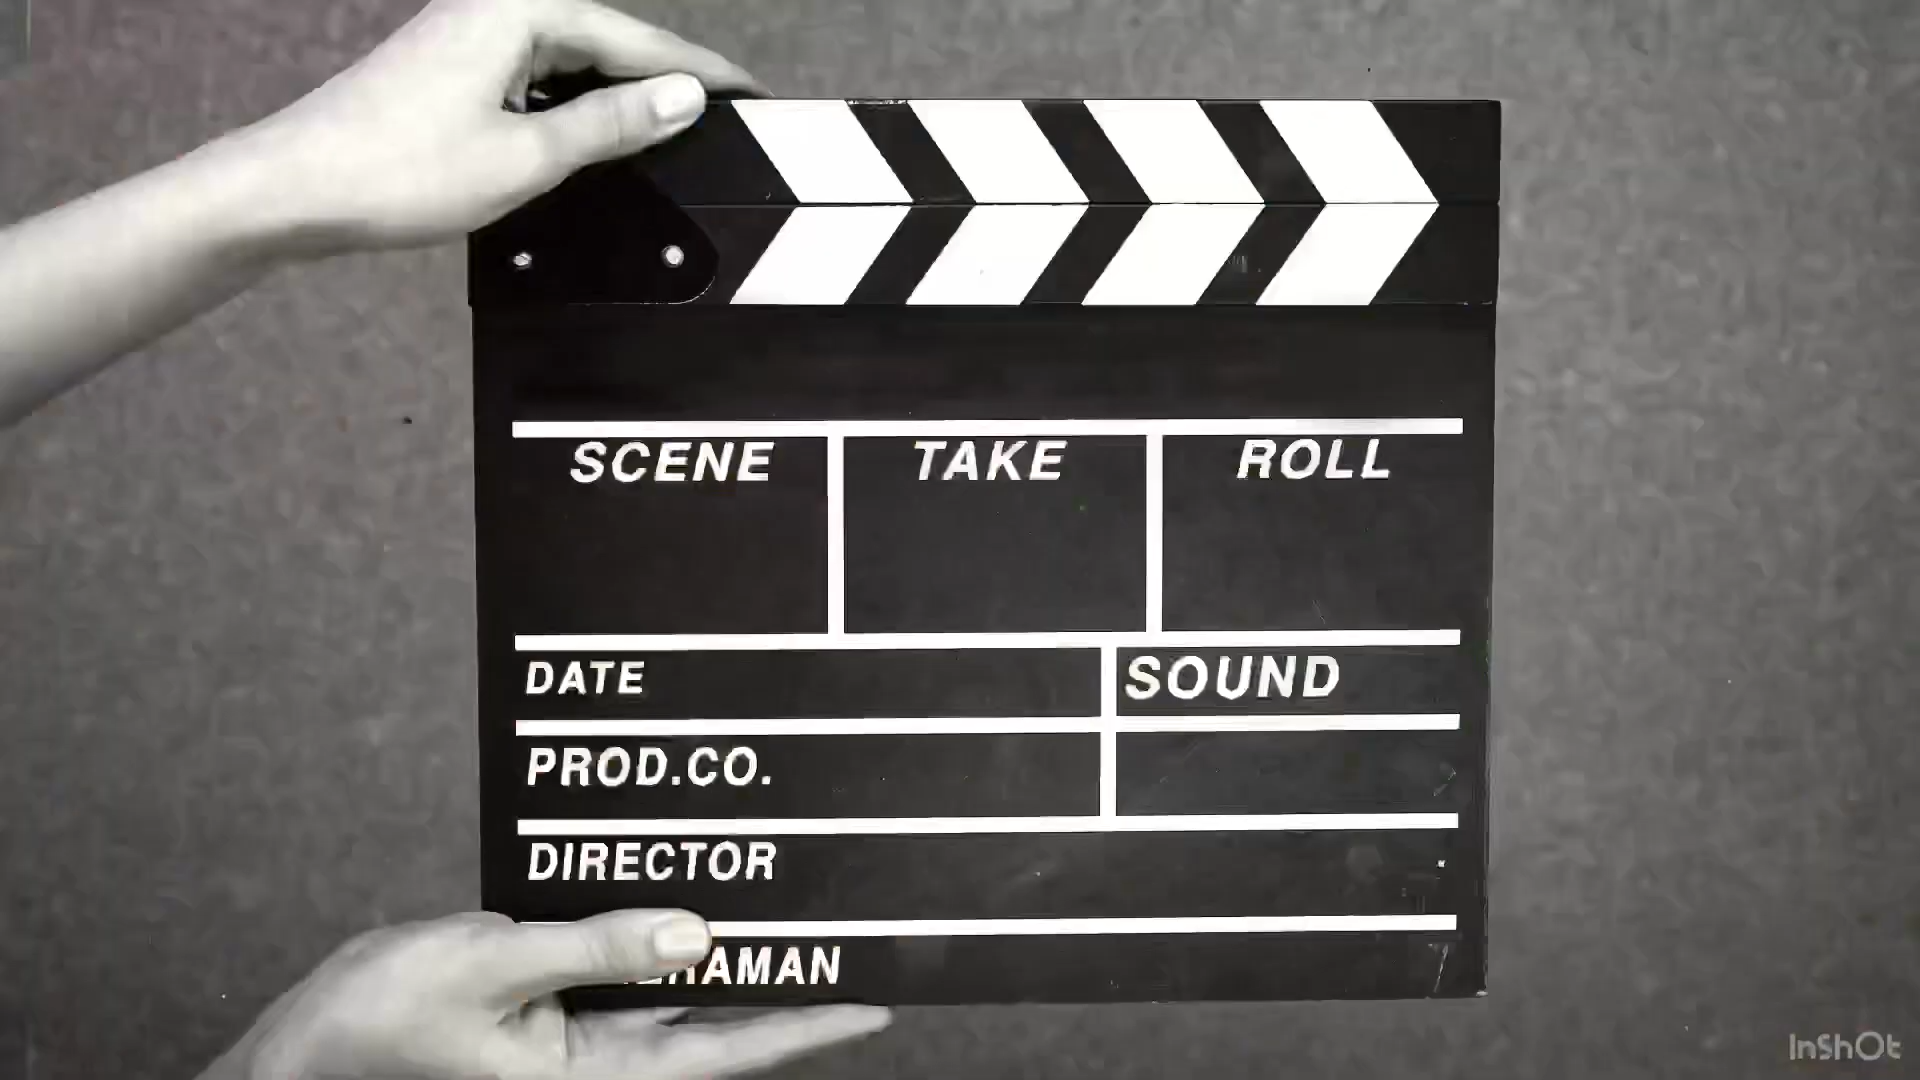 SCENE TAKE ROLL
DATE SOUND
PROD.CO.
DIRECTOR
InShOt